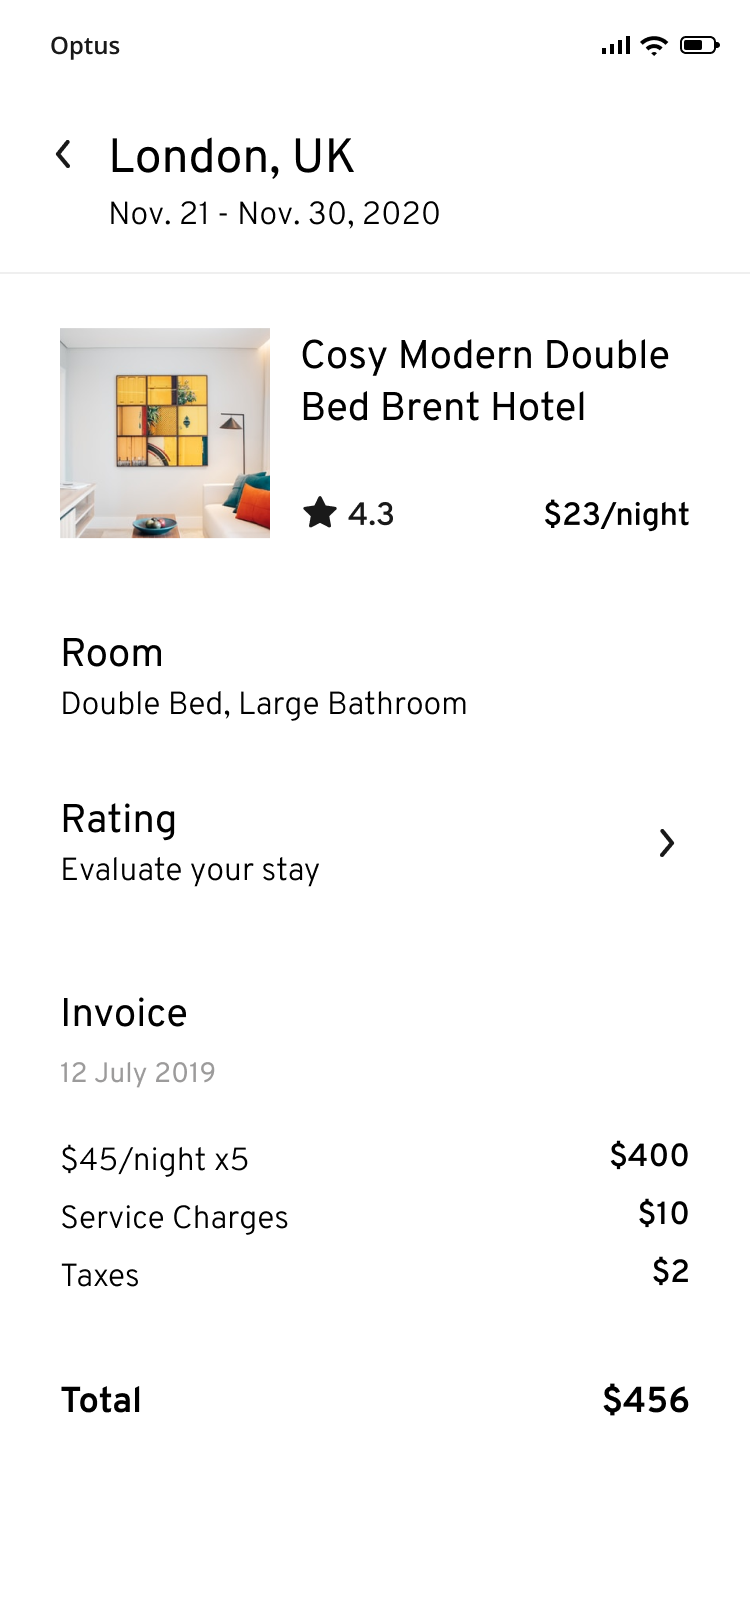 Optus
London, UK
Nov. 21 - Nov. 30, 2020
Cosy Modern Double
Bed Brent Hotel
4.3 $23/night
Room
Double Bed, Large Bathroom
Rating
Evaluate your stay
Invoice
12 July 2019
$45/night x5 $400
Service Charges $10
Taxes $2
Total $456